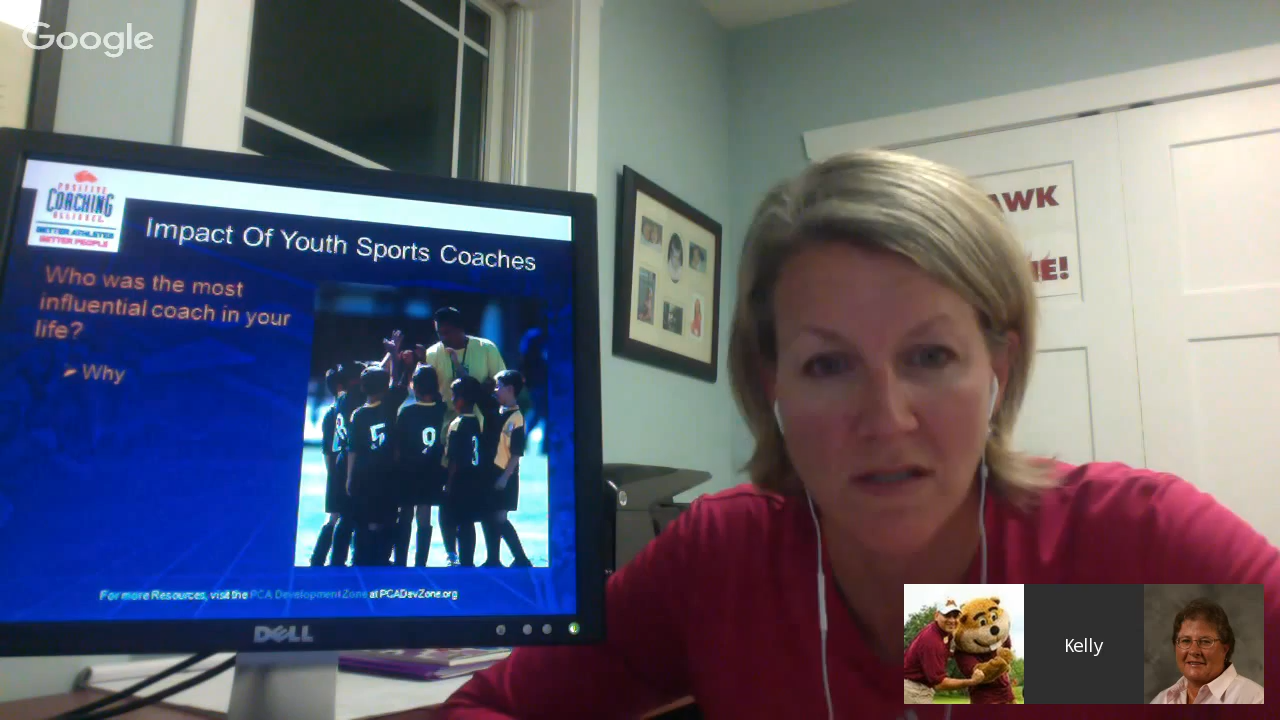 Google
POSITIVE
COACHING
ALLIANCE
BETTER ATHLETES
BETTER PEOPLE
Impact Of Youth Sports Coaches
Who was the most
influential coach in your
life?
Why
5
9
3
For more Resources, visit the PCA Development Zone at PCADevZone.org
DELL
AWK
E!
Kelly